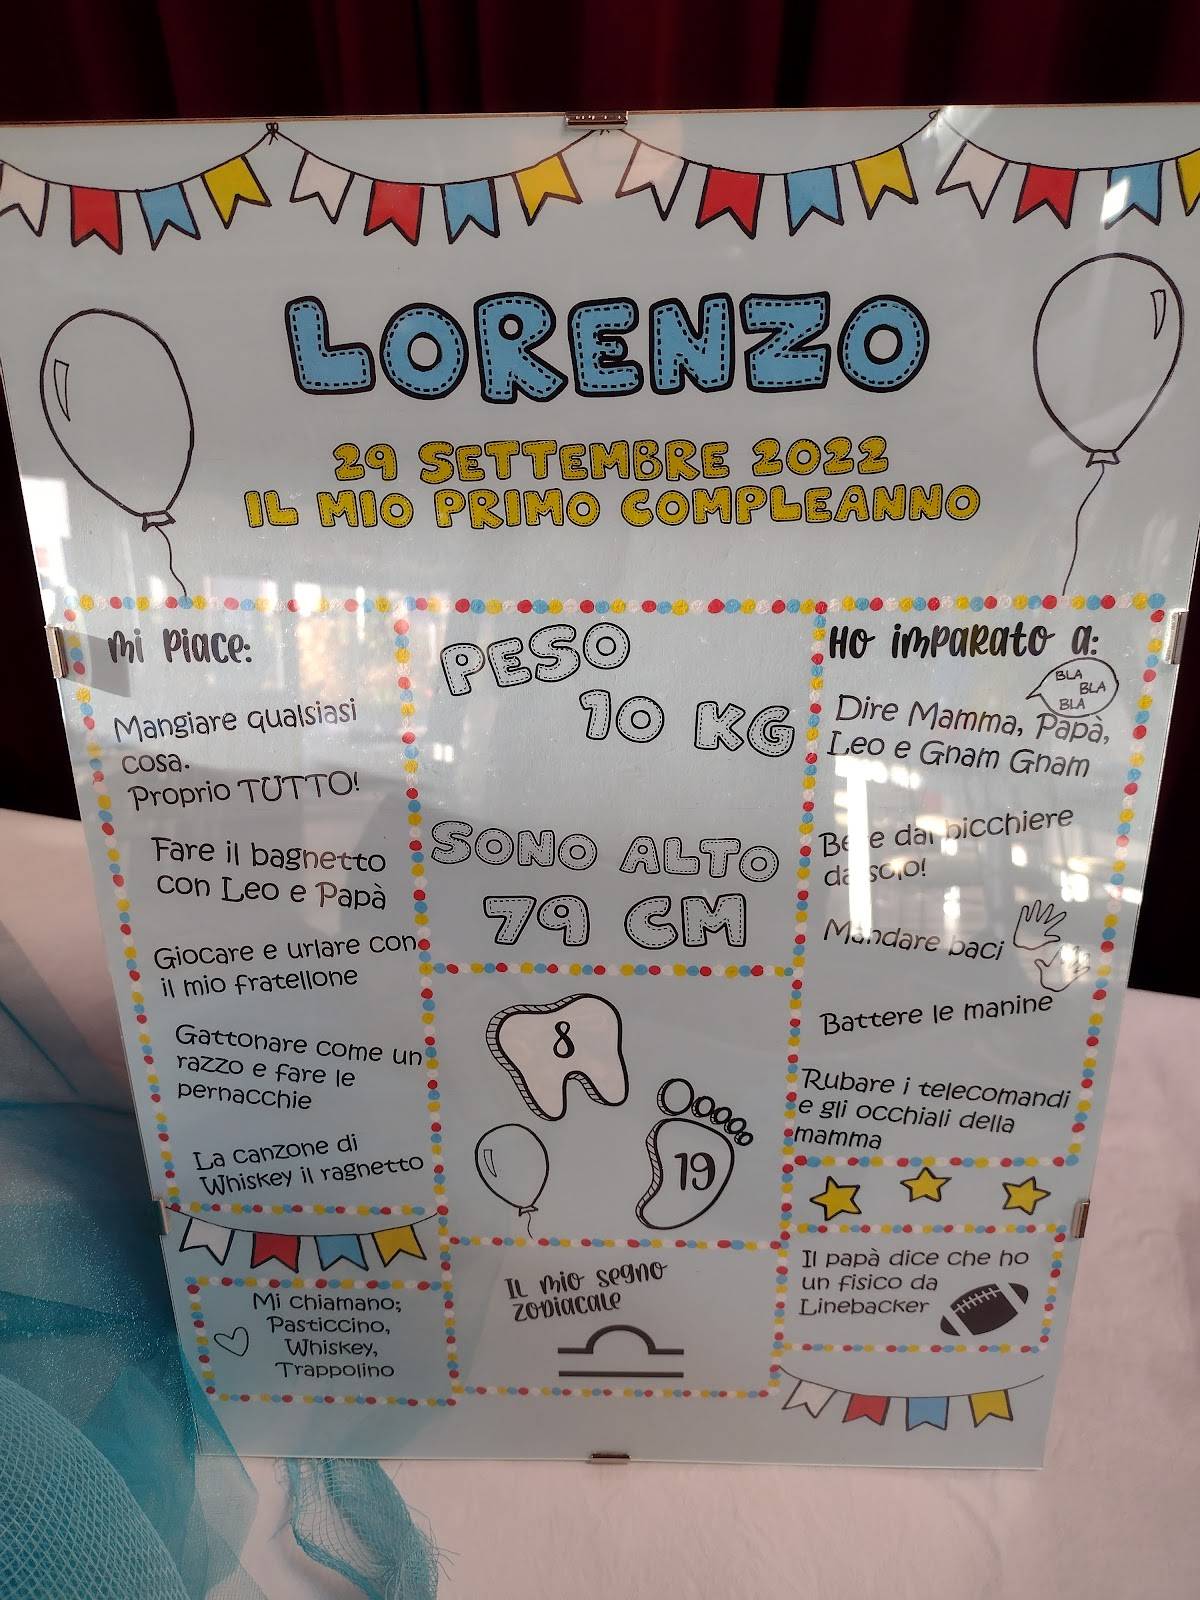 LORENZO
29 SETTEMBRE 2022
IL MIO PRIMO COMPLEANNO
Mi Piace:
Mangiare qualsiasi
cosa.
Proprio TUTTO!
Fare il bagnetto
con Leo e Papà
Giocare e urlare con
il mio fratellone
Gattonare come un
razzo e fare le
pernacchie
La canzone di
Whiskey il ragnetto
Mi chiamano;
Pasticcino,
Whiskey,
Trappolino
PESO
10 KG
SONO ALTO
79 CM
8
19
Il mio segno
zodiacale
Ho imparato a:
BLA
BLA
BLA
Dire Mamma, Papà,
Leo e Gnam Gnam
Bere dal bicchiere
da solo!
Mandare baci
Battere le manine
Rubare i telecomandi
e gli occhiali della
mamma
Il papà dice che ho
un fisico da
Linebacker